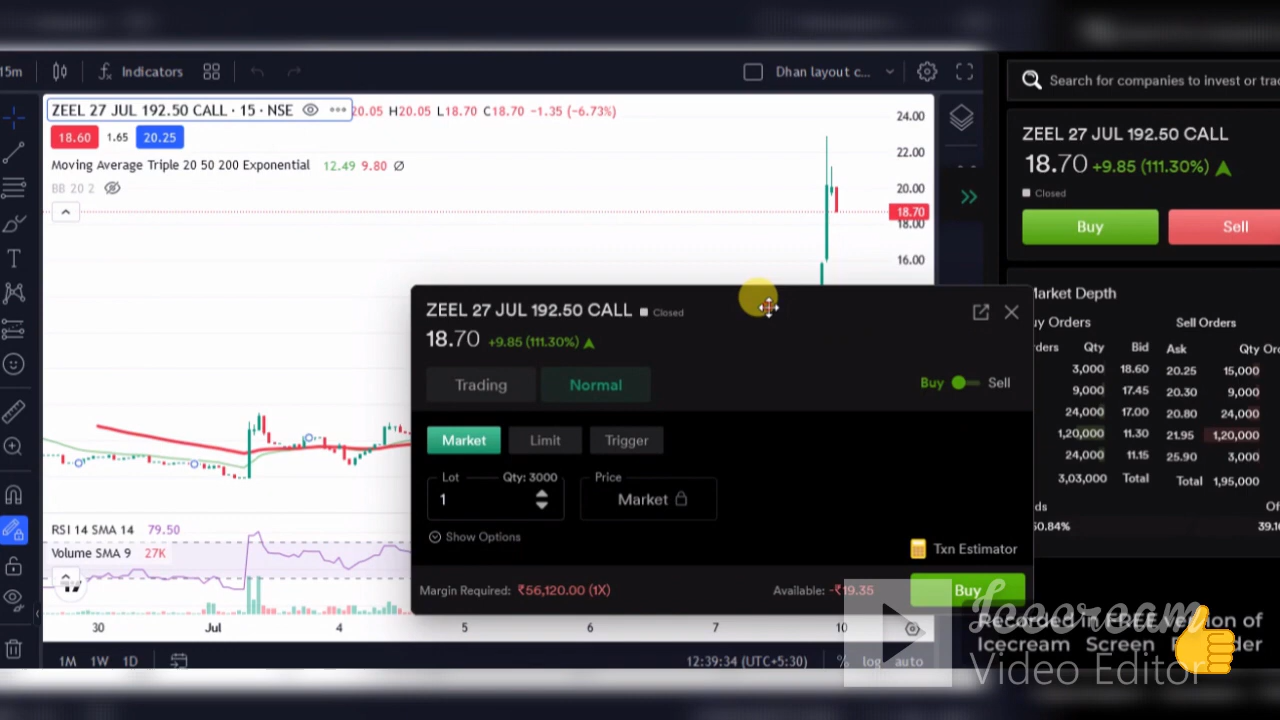 15m
Indicators
Dhan layout c...
Search for companies to invest or trad
ZEEL 27 JUL 192.50 CALL · 15 · NSE
20.05 H20.05 L18.70 C18.70 −1.35 (−6.73%)
18.60 1.65 20.25
Moving Average Triple 20 50 200 Exponential 12.49 9.80 ∅
BB 20 2
24.00
22.00
20.00
18.70
18.00
16.00
ZEEL 27 JUL 192.50 CALL
18.70 +9.85 (111.30%)
Closed
Buy Sell
Market Depth
uy Orders Sell Orders
ders Qty Bid Ask Qty Or
3,000 18.60 20.25 15,000
9,000 17.45 20.30 9,000
24,000 17.00 20.80 24,000
1,20,000 11.30 21.95 1,20,000
24,000 11.15 25.90 3,000
3,03,000 Total Total 1,95,000
ds Of
60.84% 39.16
ZEEL 27 JUL 192.50 CALL Closed
18.70 +9.85 (111.30%)
Trading Normal
Buy Sell
Market Limit Trigger
Lot Qty: 3000 Price
1 Market
Show Options
Txn Estimator
Margin Required: ₹56,120.00 (1X) Available: -₹19.35 Buy
RSI 14 SMA 14 79.50
Volume SMA 9 27K
30 Jul 4 5 6 7 10
1M 1W 1D
12:39:34 (UTC+5:30) % log auto
Icecream
Video Editor
Recorded in FREE version of
Icecream Screen